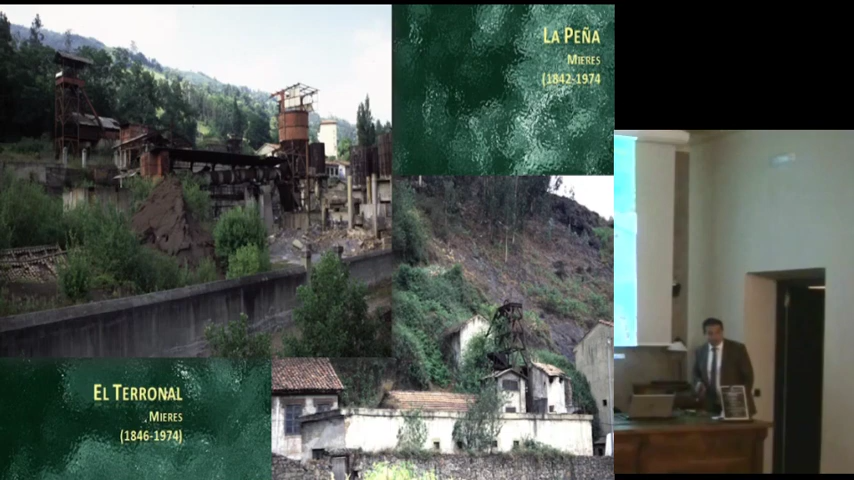 La Peña
Mieres
(1842-1974
El Terronal
, Mieres
(1846-1974)